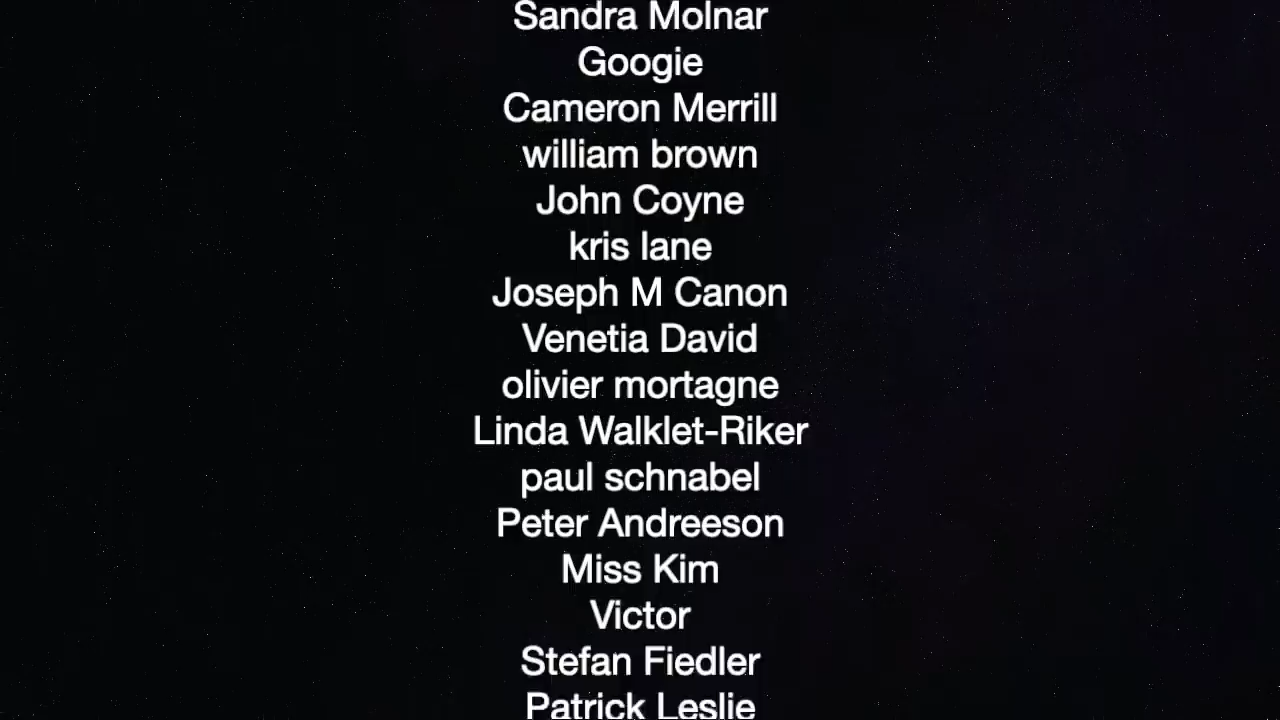 Sandra Molnar
Googie
Cameron Merrill
william brown
John Coyne
kris lane
Joseph M Canon
Venetia David
olivier mortagne
Linda Walklet-Riker
paul schnabel
Peter Andreeson
Miss Kim
Victor
Stefan Fiedler
Patrick Leslie